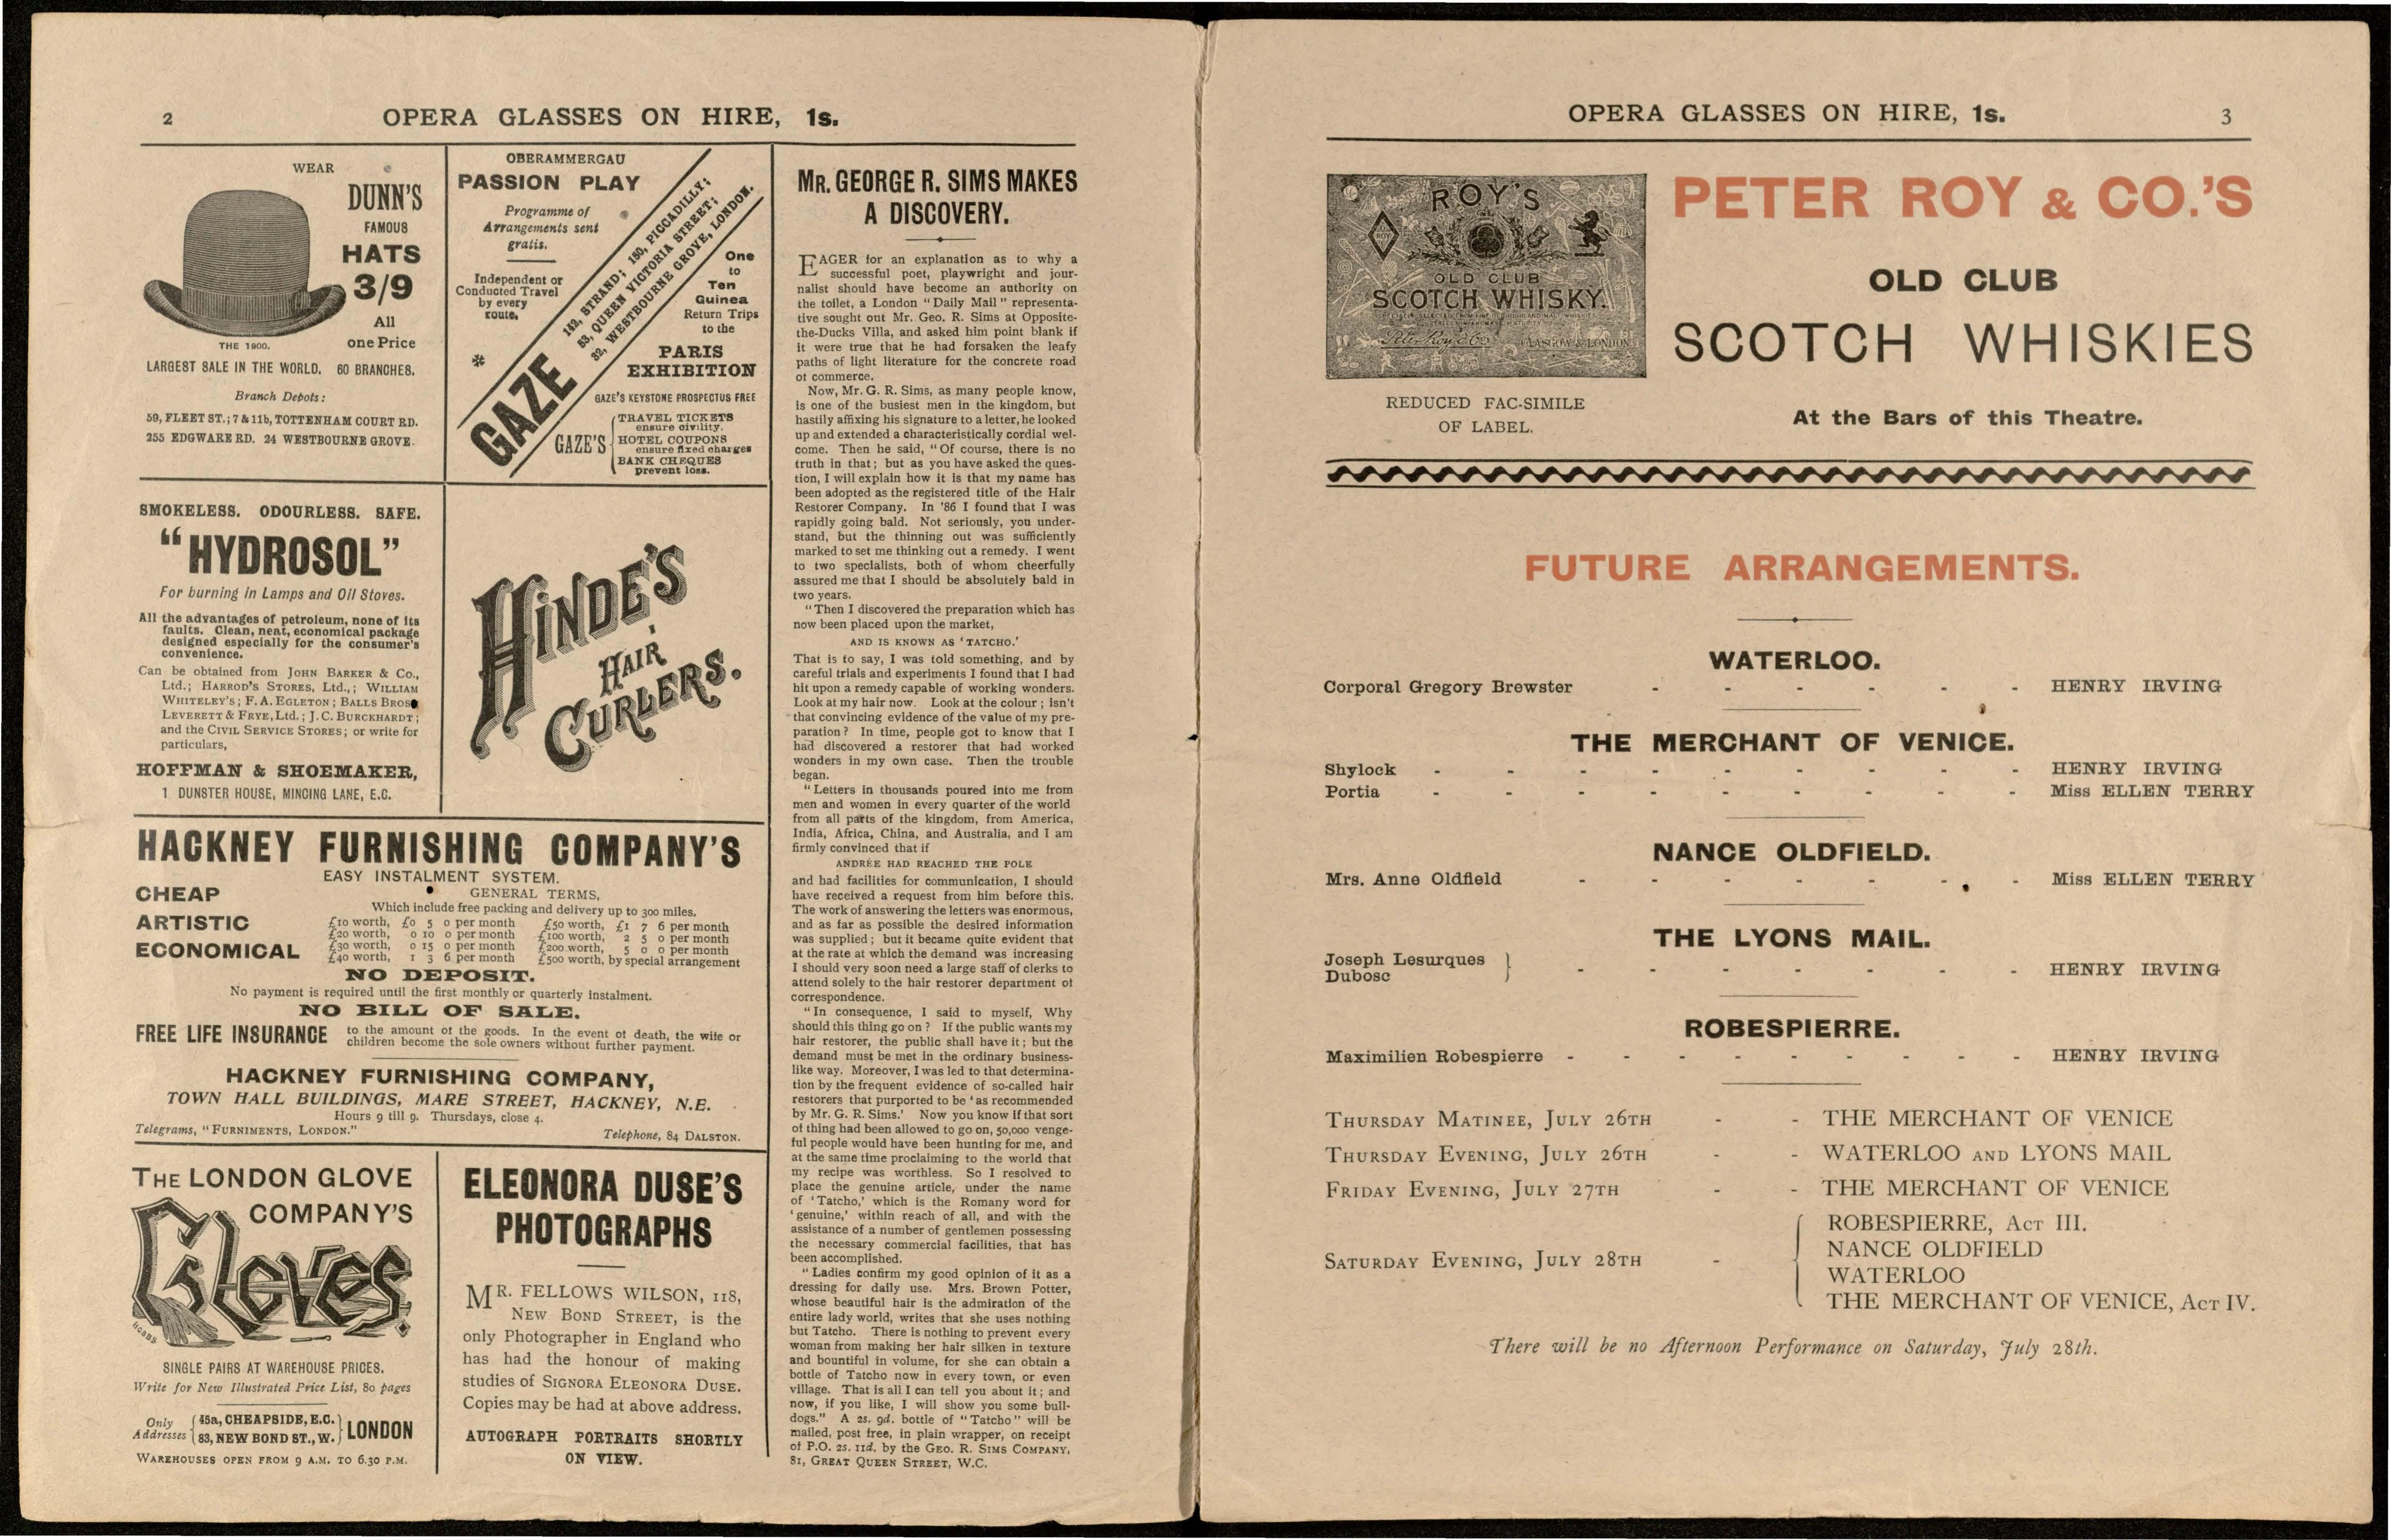 2
OPERA GLASSES ON HIRE, 1s.
WEAR
DUNN'S
FAMOUS
HATS
3/9
All
one Price
THE 1900.
LARGEST SALE IN THE WORLD. 60 BRANCHES.
Branch Depots:
59, FLEET ST.; 7 & 11b, TOTTENHAM COURT RD.
255 EDGWARE RD. 24 WESTBOURNE GROVE.
OBERAMMERGAU
PASSION PLAY
Programme of
Arrangements sent
gratis.
Independent or
Conducted Travel
by every
route.
GAZE
142, STRAND; 150, PICCADILLY;
53, QUEEN VICTORIA STREET;
32, WESTBOURNE GROVE, LONDON.
One
to
Ten
Guinea
Return Trips
to the
PARIS
EXHIBITION
GAZE'S KEYSTONE PROSPECTUS FREE
GAZE'S
TRAVEL TICKETS
ensure civility.
HOTEL COUPONS
ensure fixed charges
BANK CHEQUES
prevent loss.
SMOKELESS. ODOURLESS. SAFE.
"HYDROSOL"
For burning in Lamps and Oil Stoves.
All the advantages of petroleum, none of its
faults. Clean, neat, economical package
designed especially for the consumer's
convenience.
Can be obtained from JOHN BARKER & Co.,
Ltd.; HARROD'S STORES, Ltd.,; WILLIAM
WHITELEY'S; F. A. EGLETON; BALLS BROS.
LEVERETT & FRYE, Ltd.; J. C. BURCKHARDT;
and the CIVIL SERVICE STORES; or write for
particulars,
HOFFMAN & SHOEMAKER,
1 DUNSTER HOUSE, MINCING LANE, E.C.
HINDE'S
HAIR
CURLERS.
HACKNEY FURNISHING COMPANY'S
EASY INSTALMENT SYSTEM.
CHEAP
ARTISTIC
ECONOMICAL
GENERAL TERMS,
Which include free packing and delivery up to 300 miles.
£10 worth, £0 5 0 per month £50 worth, £1 7 6 per month
£20 worth, 0 10 0 per month £100 worth, 2 5 0 per month
£30 worth, 0 15 0 per month £200 worth, 5 0 0 per month
£40 worth, 1 3 6 per month £500 worth, by special arrangement
NO DEPOSIT.
No payment is required until the first monthly or quarterly instalment.
NO BILL OF SALE.
FREE LIFE INSURANCE
to the amount of the goods. In the event of death, the wife or
children become the sole owners without further payment.
HACKNEY FURNISHING COMPANY,
TOWN HALL BUILDINGS, MARE STREET, HACKNEY, N.E.
Hours 9 till 9. Thursdays, close 4.
Telegrams, "FURNIMENTS, LONDON."
Telephone, 84 DALSTON.
THE LONDON GLOVE
COMPANY'S
Gloves.
HOBBS
SINGLE PAIRS AT WAREHOUSE PRICES.
Write for New Illustrated Price List, 80 pages
Only
Addresses
45a, CHEAPSIDE, E.C.
83, NEW BOND ST., W.
LONDON
WAREHOUSES OPEN FROM 9 A.M. TO 6.30 P.M.
ELEONORA DUSE'S
PHOTOGRAPHS
MR. FELLOWS WILSON, 118,
NEW BOND STREET, is the
only Photographer in England who
has had the honour of making
studies of SIGNORA ELEONORA DUSE.
Copies may be had at above address.
AUTOGRAPH PORTRAITS SHORTLY
ON VIEW.
MR. GEORGE R. SIMS MAKES
A DISCOVERY.
EAGER for an explanation as to why a
successful poet, playwright and jour-
nalist should have become an authority on
the toilet, a London "Daily Mail" representa-
tive sought out Mr. Geo. R. Sims at Opposite-
the-Ducks Villa, and asked him point blank if
it were true that he had forsaken the leafy
paths of light literature for the concrete road
of commerce.
Now, Mr. G. R. Sims, as many people know,
is one of the busiest men in the kingdom, but
hastily affixing his signature to a letter, he looked
up and extended a characteristically cordial wel-
come. Then he said, "Of course, there is no
truth in that; but as you have asked the ques-
tion, I will explain how it is that my name has
been adopted as the registered title of the Hair
Restorer Company. In '86 I found that I was
rapidly going bald. Not seriously, you under-
stand, but the thinning out was sufficiently
marked to set me thinking out a remedy. I went
to two specialists, both of whom cheerfully
assured me that I should be absolutely bald in
two years.
"Then I discovered the preparation which has
now been placed upon the market,
AND IS KNOWN AS 'TATCHO.'
That is to say, I was told something, and by
careful trials and experiments I found that I had
hit upon a remedy capable of working wonders.
Look at my hair now. Look at the colour; isn't
that convincing evidence of the value of my pre-
paration? In time, people got to know that I
had discovered a restorer that had worked
wonders in my own case. Then the trouble
began.
"Letters in thousands poured into me from
men and women in every quarter of the world
from all parts of the kingdom, from America,
India, Africa, China, and Australia, and I am
firmly convinced that if
ANDRÉE HAD REACHED THE POLE
and had facilities for communication, I should
have received a request from him before this.
The work of answering the letters was enormous,
and as far as possible the desired information
was supplied; but it became quite evident that
at the rate at which the demand was increasing
I should very soon need a large staff of clerks to
attend solely to the hair restorer department of
correspondence.
"In consequence, I said to myself, Why
should this thing go on? If the public wants my
hair restorer, the public shall have it; but the
demand must be met in the ordinary business-
like way. Moreover, I was led to that determina-
tion by the frequent evidence of so-called hair
restorers that purported to be 'as recommended
by Mr. G. R. Sims.' Now you know if that sort
of thing had been allowed to go on, 50,000 venge-
ful people would have been hunting for me, and
at the same time proclaiming to the world that
my recipe was worthless. So I resolved to
place the genuine article, under the name
of 'Tatcho,' which is the Romany word for
'genuine,' within reach of all, and with the
assistance of a number of gentlemen possessing
the necessary commercial facilities, that has
been accomplished.
"Ladies confirm my good opinion of it as a
dressing for daily use. Mrs. Brown Potter,
whose beautiful hair is the admiration of the
entire lady world, writes that she uses nothing
but Tatcho. There is nothing to prevent every
woman from making her hair silken in texture
and bountiful in volume, for she can obtain a
bottle of Tatcho now in every town, or even
village. That is all I can tell you about it; and
now, if you like, I will show you some bull-
dogs." A 2s. 9d. bottle of "Tatcho" will be
mailed, post free, in plain wrapper, on receipt
of P.O. 2s. 11d. by the GEO. R. SIMS COMPANY,
81, GREAT QUEEN STREET, W.C.
OPERA GLASSES ON HIRE, 1s.
3
ROY'S
OLD CLUB
SCOTCH WHISKY.
Peter Roy & Co.
GLASGOW & LONDON
REDUCED FAC-SIMILE
OF LABEL.
PETER ROY & CO.'S
OLD CLUB
SCOTCH WHISKIES
At the Bars of this Theatre.
FUTURE ARRANGEMENTS.
WATERLOO.
Corporal Gregory Brewster - - - - - - HENRY IRVING
THE MERCHANT OF VENICE.
Shylock - - - - - - - - - HENRY IRVING
Portia - - - - - - - - - Miss ELLEN TERRY
NANCE OLDFIELD.
Mrs. Anne Oldfield - - - - - - - Miss ELLEN TERRY
THE LYONS MAIL.
Joseph Lesurques
Dubosc
} - - - - - - - HENRY IRVING
ROBESPIERRE.
Maximilien Robespierre - - - - - - - - - HENRY IRVING
THURSDAY MATINEE, JULY 26TH - - THE MERCHANT OF VENICE
THURSDAY EVENING, JULY 26TH - - WATERLOO AND LYONS MAIL
FRIDAY EVENING, JULY 27TH - - THE MERCHANT OF VENICE
SATURDAY EVENING, JULY 28TH -
ROBESPIERRE, ACT III.
NANCE OLDFIELD
WATERLOO
THE MERCHANT OF VENICE, ACT IV.
There will be no Afternoon Performance on Saturday, July 28th.